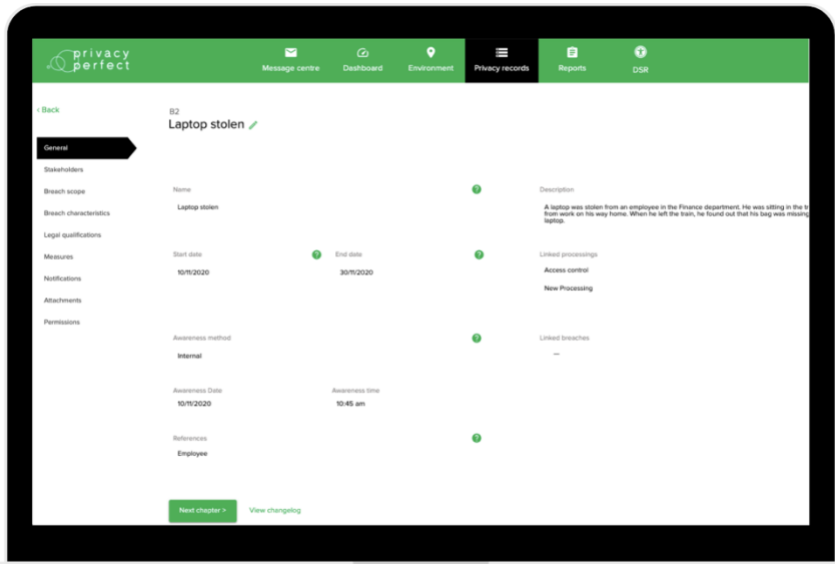 privacy
perfect
Message centre
Dashboard
Environment
Privacy records
Reports
DSR
< Back
B2
Laptop stolen
General
Stakeholders
Breach scope
Breach characteristics
Legal qualifications
Measures
Notifications
Attachments
Permissions
Name
?
Laptop stolen
Description
A laptop was stolen from an employee in the Finance department. He was sitting in the tr
from work on his way home. When he left the train, he found out that his bag was missing
laptop.
Start date
?
End date
?
10/11/2020
30/11/2020
Linked processings
Access control
New Processing
Awareness method
?
Internal
Linked breaches
—
Awareness Date
Awareness time
10/11/2020
10:45 am
References
?
Employee
Next chapter >
View changelog